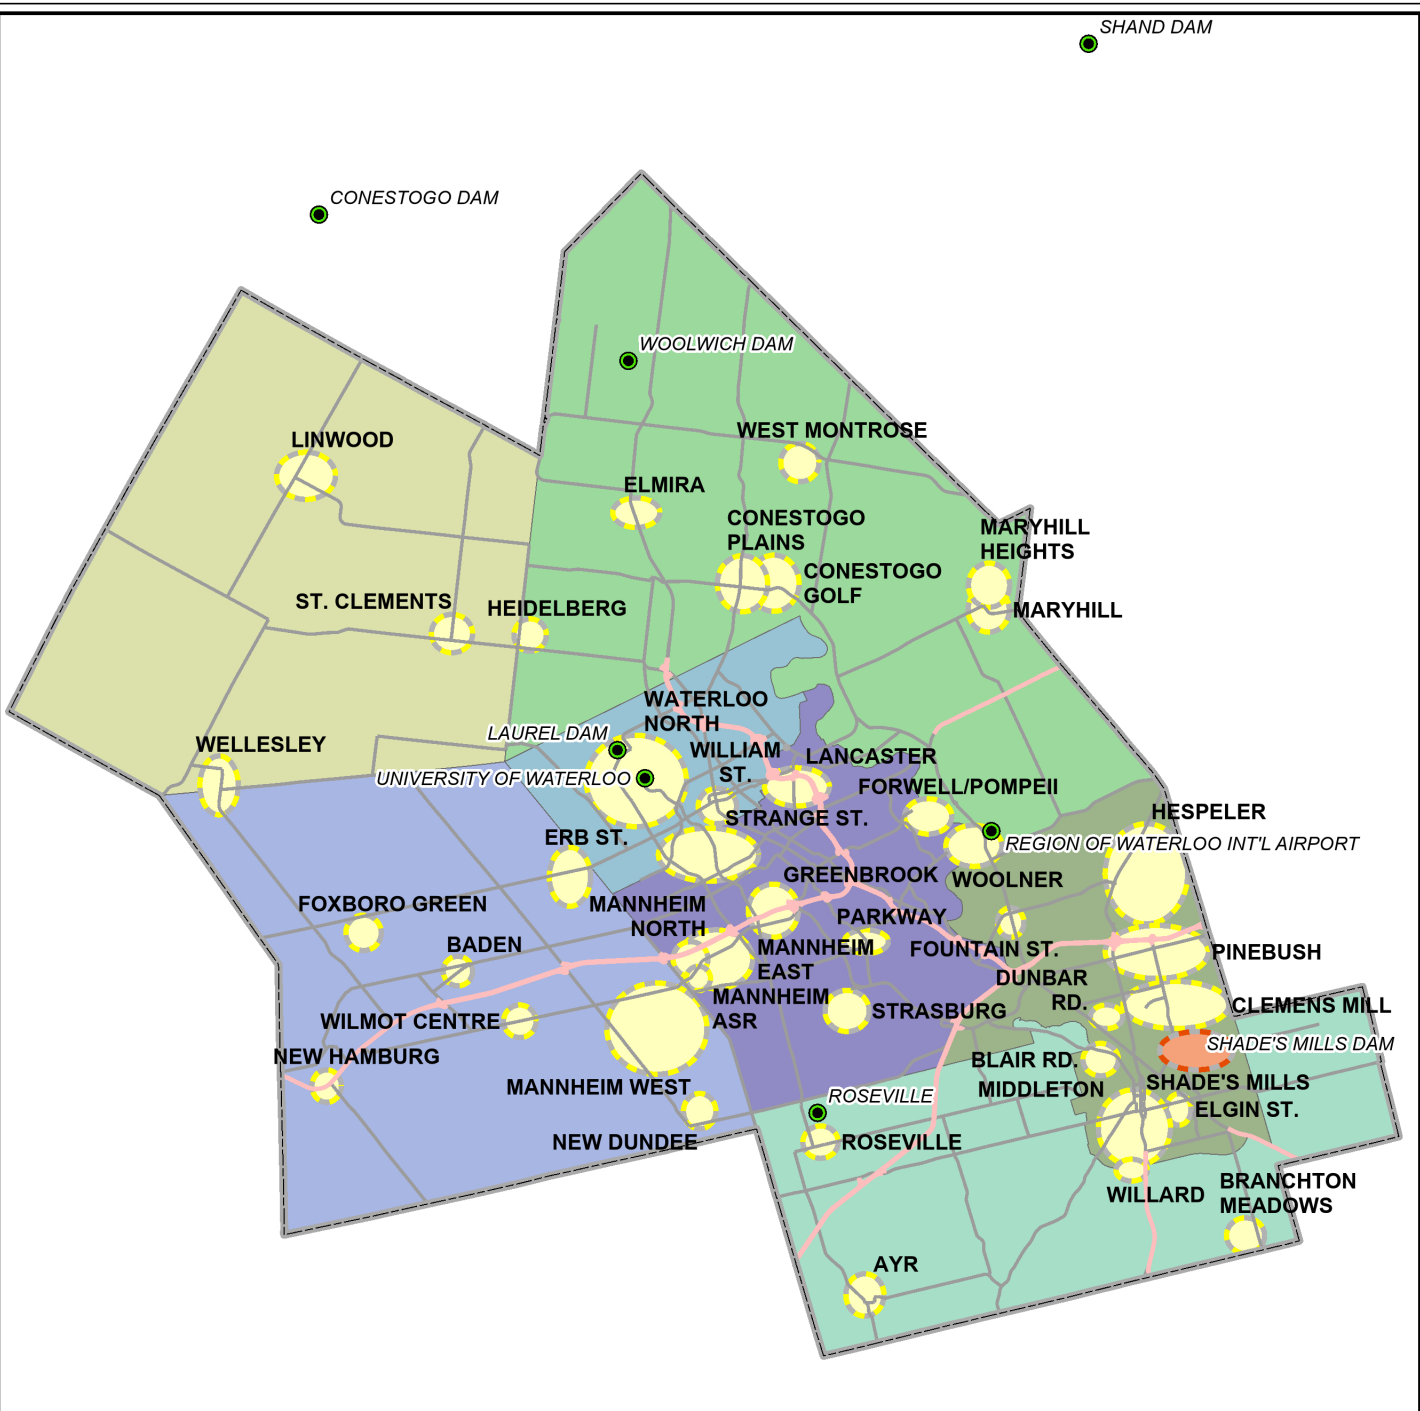 SHAND DAM
CONESTOGO DAM
WOOLWICH DAM
WEST MONTROSE
LINWOOD
ELMIRA
CONESTOGO
PLAINS
MARYHILL
HEIGHTS
CONESTOGO
GOLF
ST. CLEMENTS
HEIDELBERG
MARYHILL
WATERLOO
NORTH
LAUREL DAM
WELLESLEY
WILLIAM
ST.
LANCASTER
UNIVERSITY OF WATERLOO
FORWELL/POMPEII
HESPELER
STRANGE ST.
ERB ST.
REGION OF WATERLOO INT'L AIRPORT
GREENBROOK
WOOLNER
FOXBORO GREEN
MANNHEIM
NORTH
PARKWAY
BADEN
MANNHEIM
EAST
FOUNTAIN ST.
PINEBUSH
DUNBAR
RD.
MANNHEIM
ASR
STRASBURG
CLEMENS MILL
WILMOT CENTRE
SHADE'S MILLS DAM
NEW HAMBURG
BLAIR RD.
MANNHEIM WEST
MIDDLETON
SHADE'S MILLS
ROSEVILLE
ELGIN ST.
NEW DUNDEE
ROSEVILLE
WILLARD
BRANCHTON
MEADOWS
AYR